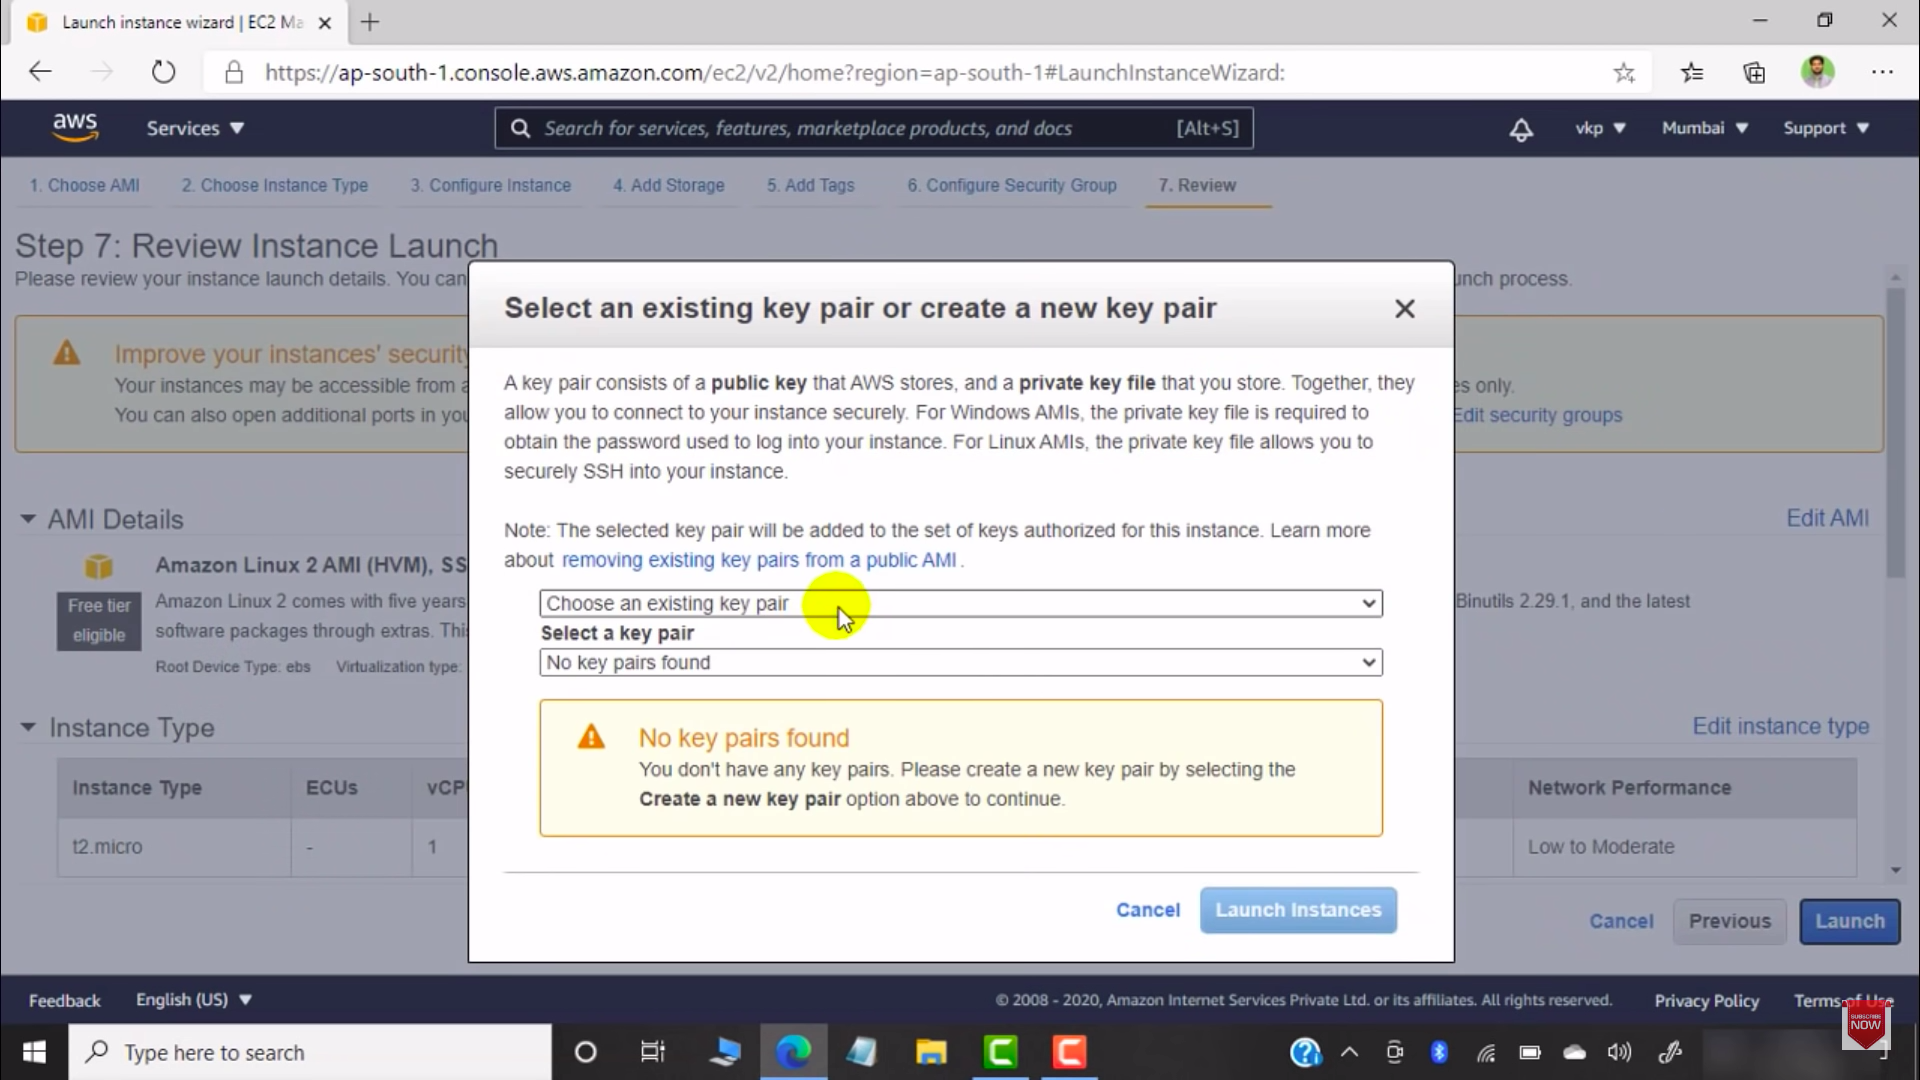 Launch instance wizard | EC2 Ma
https://ap-south-1.console.aws.amazon.com/ec2/v2/home?region=ap-south-1#LaunchInstanceWizard:
aws
Services
Search for services, features, marketplace products, and docs
[Alt+S]
vkp
Mumbai
Support
1. Choose AMI
2. Choose Instance Type
3. Configure Instance
4. Add Storage
5. Add Tags
6. Configure Security Group
7. Review
Step 7: Review Instance Launch
Please review your instance launch details. You can
unch process.
Improve your instances' security
Your instances may be accessible from a
es only.
You can also open additional ports in you
Edit security groups
Select an existing key pair or create a new key pair
A key pair consists of a public key that AWS stores, and a private key file that you store. Together, they
allow you to connect to your instance securely. For Windows AMIs, the private key file is required to
obtain the password used to log into your instance. For Linux AMIs, the private key file allows you to
securely SSH into your instance.
Note: The selected key pair will be added to the set of keys authorized for this instance. Learn more
about removing existing key pairs from a public AMI .
Choose an existing key pair
Select a key pair
No key pairs found
No key pairs found
You don't have any key pairs. Please create a new key pair by selecting the
Create a new key pair option above to continue.
Cancel
Launch Instances
AMI Details
Edit AMI
Amazon Linux 2 AMI (HVM), SS
Free tier
eligible
Amazon Linux 2 comes with five years
Binutils 2.29.1, and the latest
software packages through extras. This
Root Device Type: ebs
Virtualization type:
Instance Type
Edit instance type
Instance Type
ECUs
vCP
Network Performance
t2.micro
-
1
Low to Moderate
Cancel
Previous
Launch
Feedback
English (US)
© 2008 - 2020, Amazon Internet Services Private Ltd. or its affiliates. All rights reserved.
Privacy Policy
Terms of Use
SUBSCRIBE
NOW
Type here to search